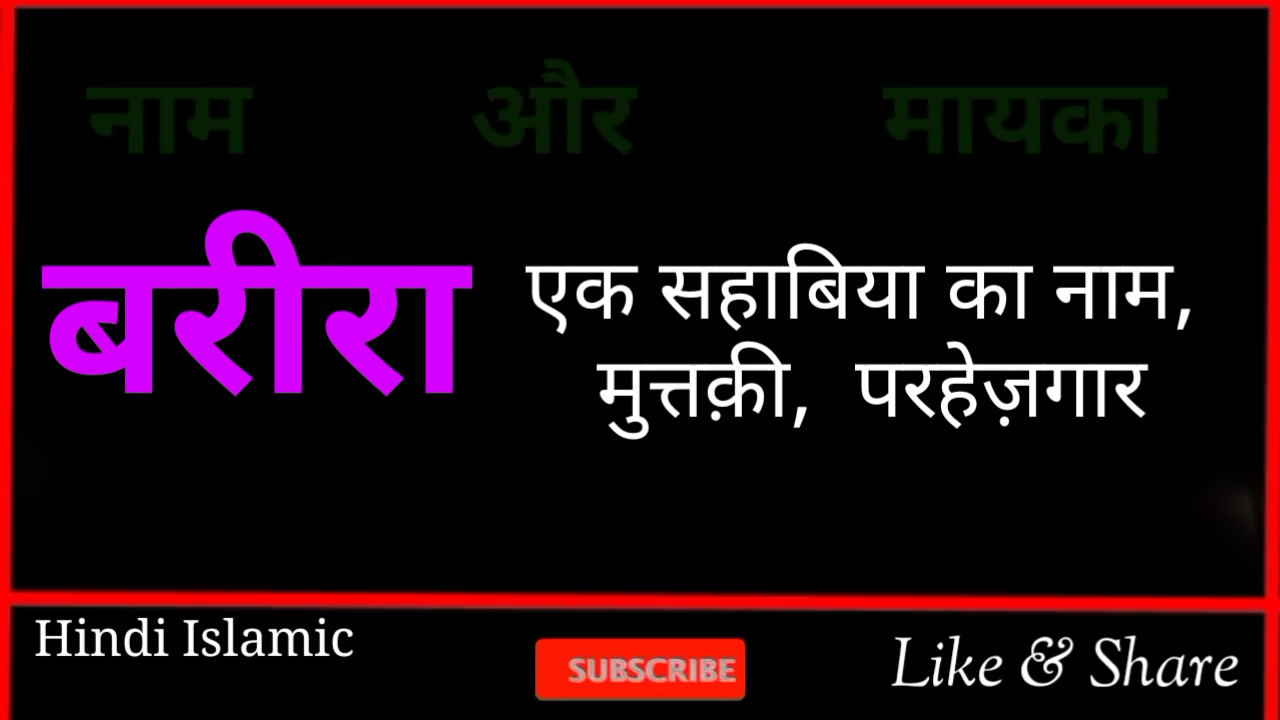 नाम और मायका
बरीरा
एक सहाबिया का नाम,
मुत्तक़ी, परहेज़गार
Hindi Islamic
SUBSCRIBE
Like & Share